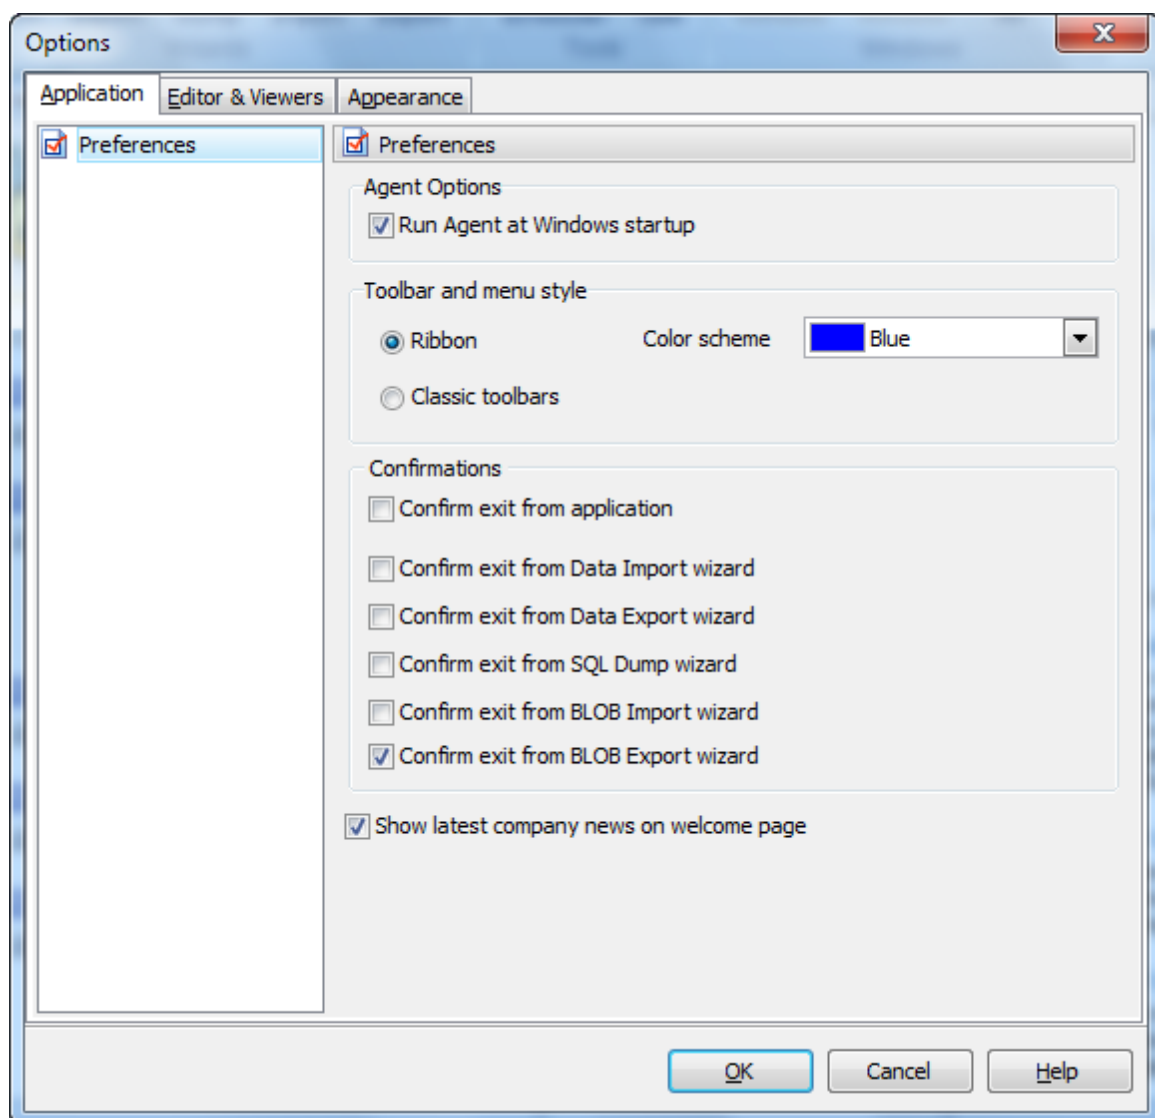 Options
Application Editor & Viewers Appearance
Preferences
Preferences
Agent Options
Run Agent at Windows startup
Toolbar and menu style
Ribbon Color scheme Blue
Classic toolbars
Confirmations
Confirm exit from application
Confirm exit from Data Import wizard
Confirm exit from Data Export wizard
Confirm exit from SQL Dump wizard
Confirm exit from BLOB Import wizard
Confirm exit from BLOB Export wizard
Show latest company news on welcome page
OK Cancel Help